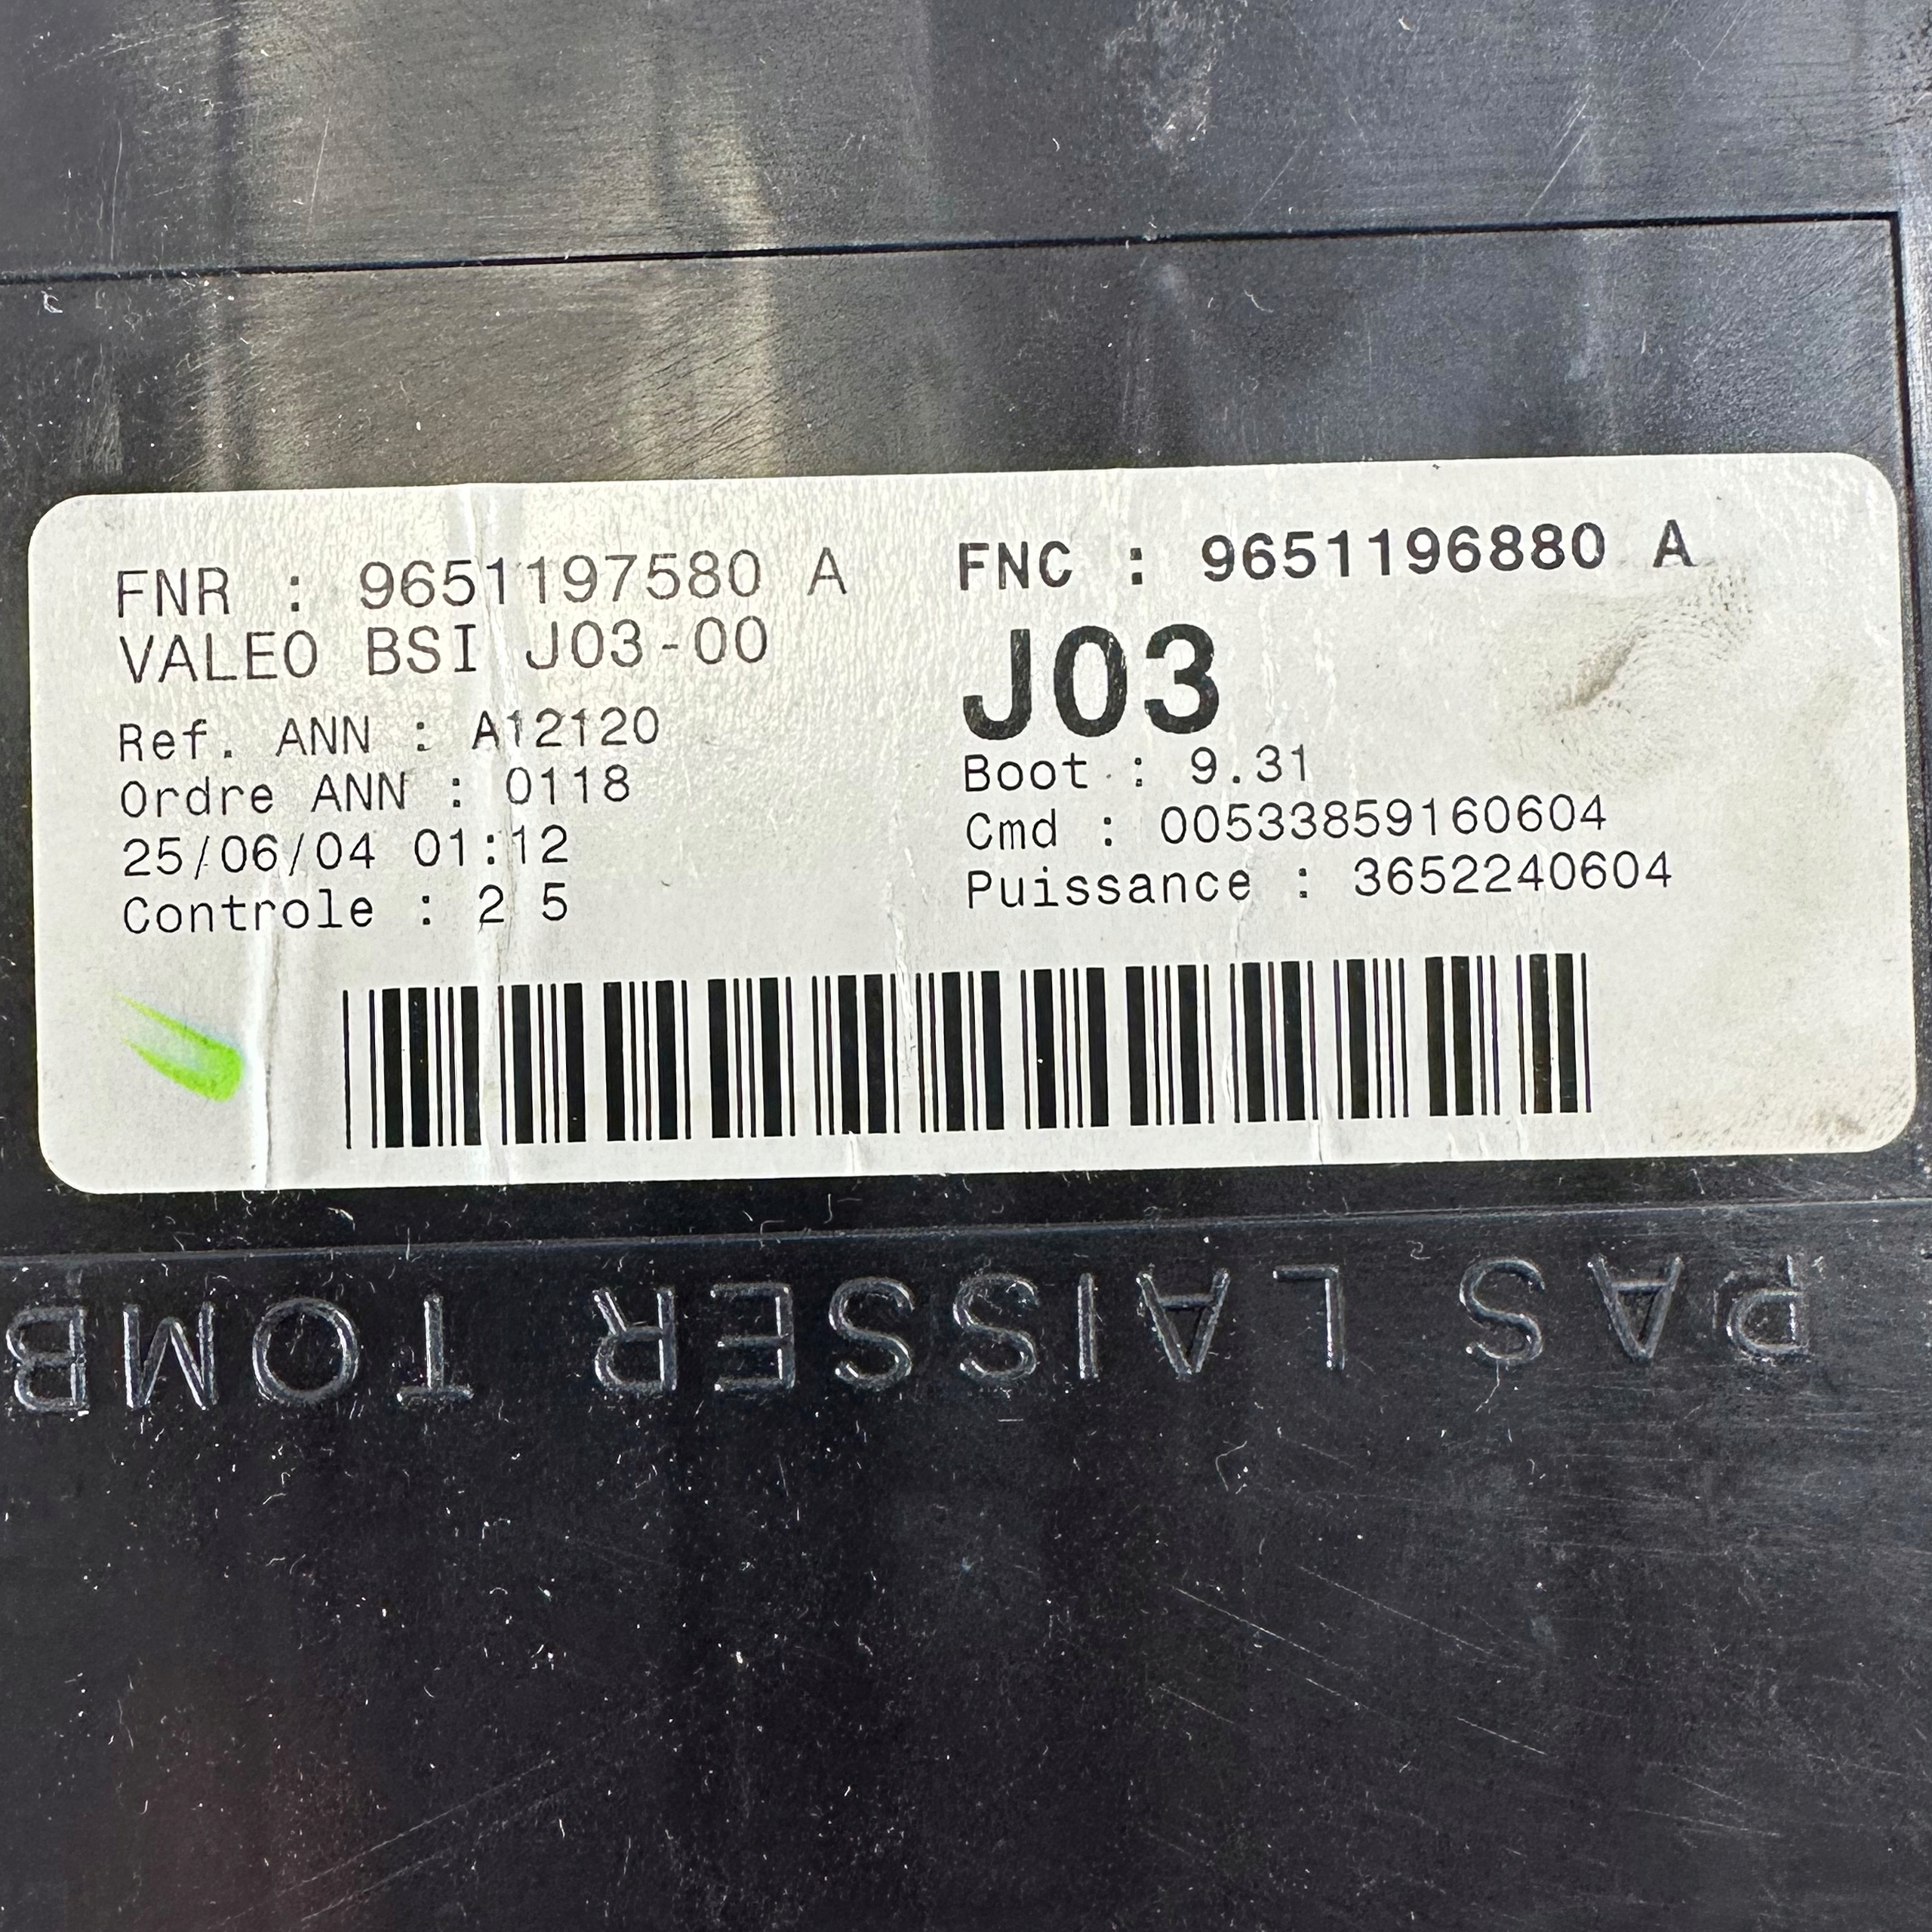 FNR : 9651197580 A
VALEO BSI J03-00
Ref. ANN : A12120
Ordre ANN : 0118
25/06/04 01:12
Controle : 2 5
FNC : 9651196880 A
J03
Boot : 9.31
Cmd : 00533859160604
Puissance : 3652240604
PAS LAISSER TOMB